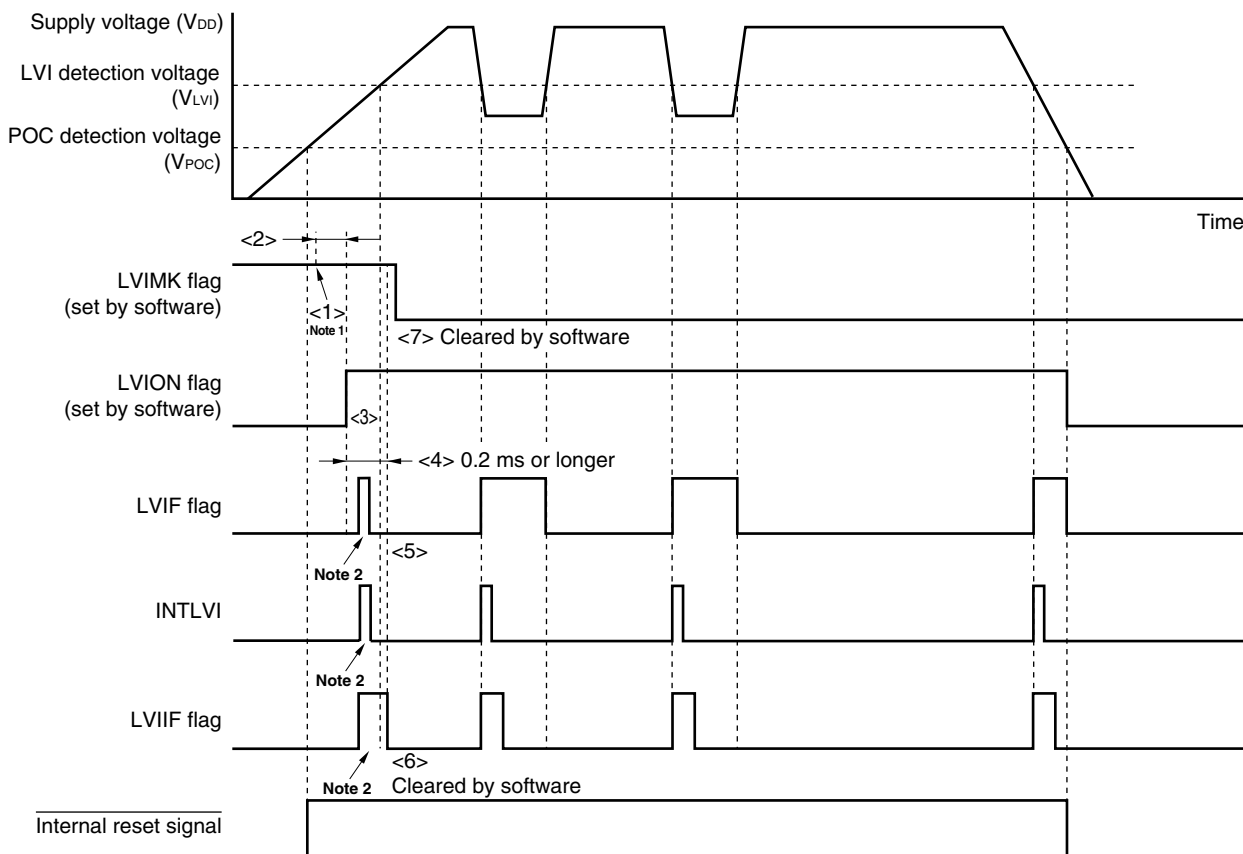 Supply voltage (VDD)
LVI detection voltage
(VLVI)
POC detection voltage
(VPOC)
Time
<2>
LVIMK flag
(set by software)
<1>
Note 1
<7> Cleared by software
LVION flag
(set by software)
<3>
<4> 0.2 ms or longer
LVIF flag
<5>
Note 2
INTLVI
Note 2
LVIIF flag
<6>
Note 2
Cleared by software
Internal reset signal